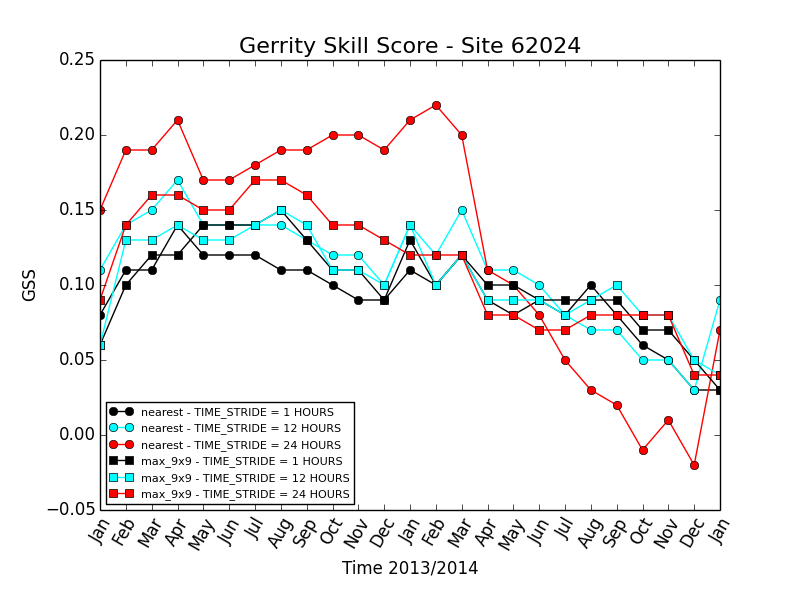 Gerrity Skill Score - Site 62024
0.25
0.20
0.15
0.10
0.05
0.00
−0.05
GSS
nearest - TIME_STRIDE = 1 HOURS
nearest - TIME_STRIDE = 12 HOURS
nearest - TIME_STRIDE = 24 HOURS
max_9x9 - TIME_STRIDE = 1 HOURS
max_9x9 - TIME_STRIDE = 12 HOURS
max_9x9 - TIME_STRIDE = 24 HOURS
Jan Feb Mar Apr May Jun Jul Aug Sep Oct Nov Dec Jan Feb Mar Apr May Jun Jul Aug Sep Oct Nov Dec Jan
Time 2013/2014